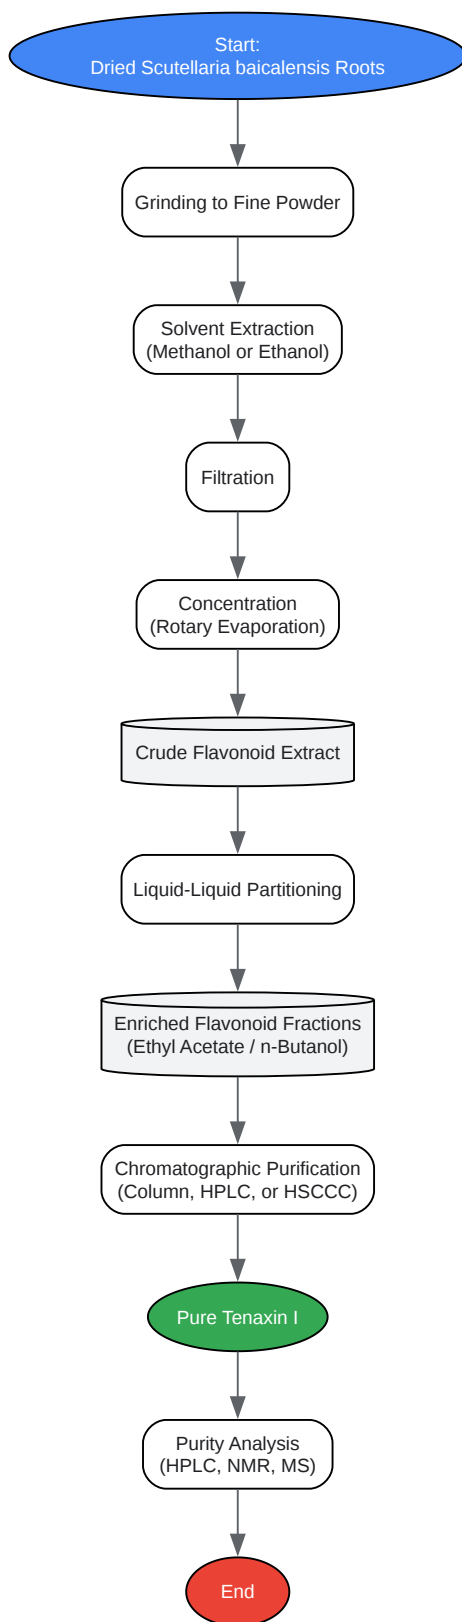 Start:
Dried Scutellaria baicalensis Roots
Grinding to Fine Powder
Solvent Extraction
(Methanol or Ethanol)
Filtration
Concentration
(Rotary Evaporation)
Crude Flavonoid Extract
Liquid-Liquid Partitioning
Enriched Flavonoid Fractions
(Ethyl Acetate / n-Butanol)
Chromatographic Purification
(Column, HPLC, or HSCCC)
Pure Tenaxin I
Purity Analysis
(HPLC, NMR, MS)
End